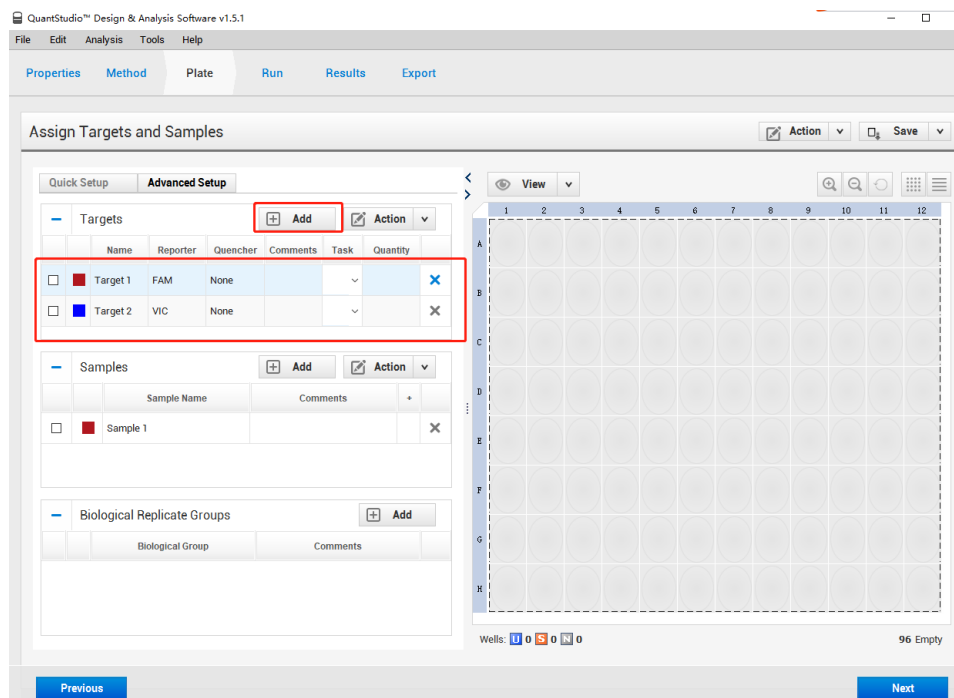 QuantStudio™ Design & Analysis Software v1.5.1
File Edit Analysis Tools Help
Properties Method Plate Run Results Export
Assign Targets and Samples
Action Save
Quick Setup Advanced Setup
View
Targets Add Action
Name Reporter Quencher Comments Task Quantity
Target 1 FAM None
Target 2 VIC None
Samples Add Action
Sample Name Comments +
Sample 1
Biological Replicate Groups Add
Biological Group Comments
1 2 3 4 5 6 7 8 9 10 11 12
A
B
C
D
E
F
G
H
Wells: U 0 S 0 N 0 96 Empty
Previous Next